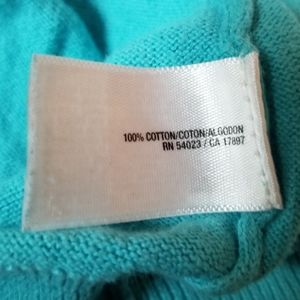 100% COTTON/COTON/ALGODON
RN 54023 / CA 17897